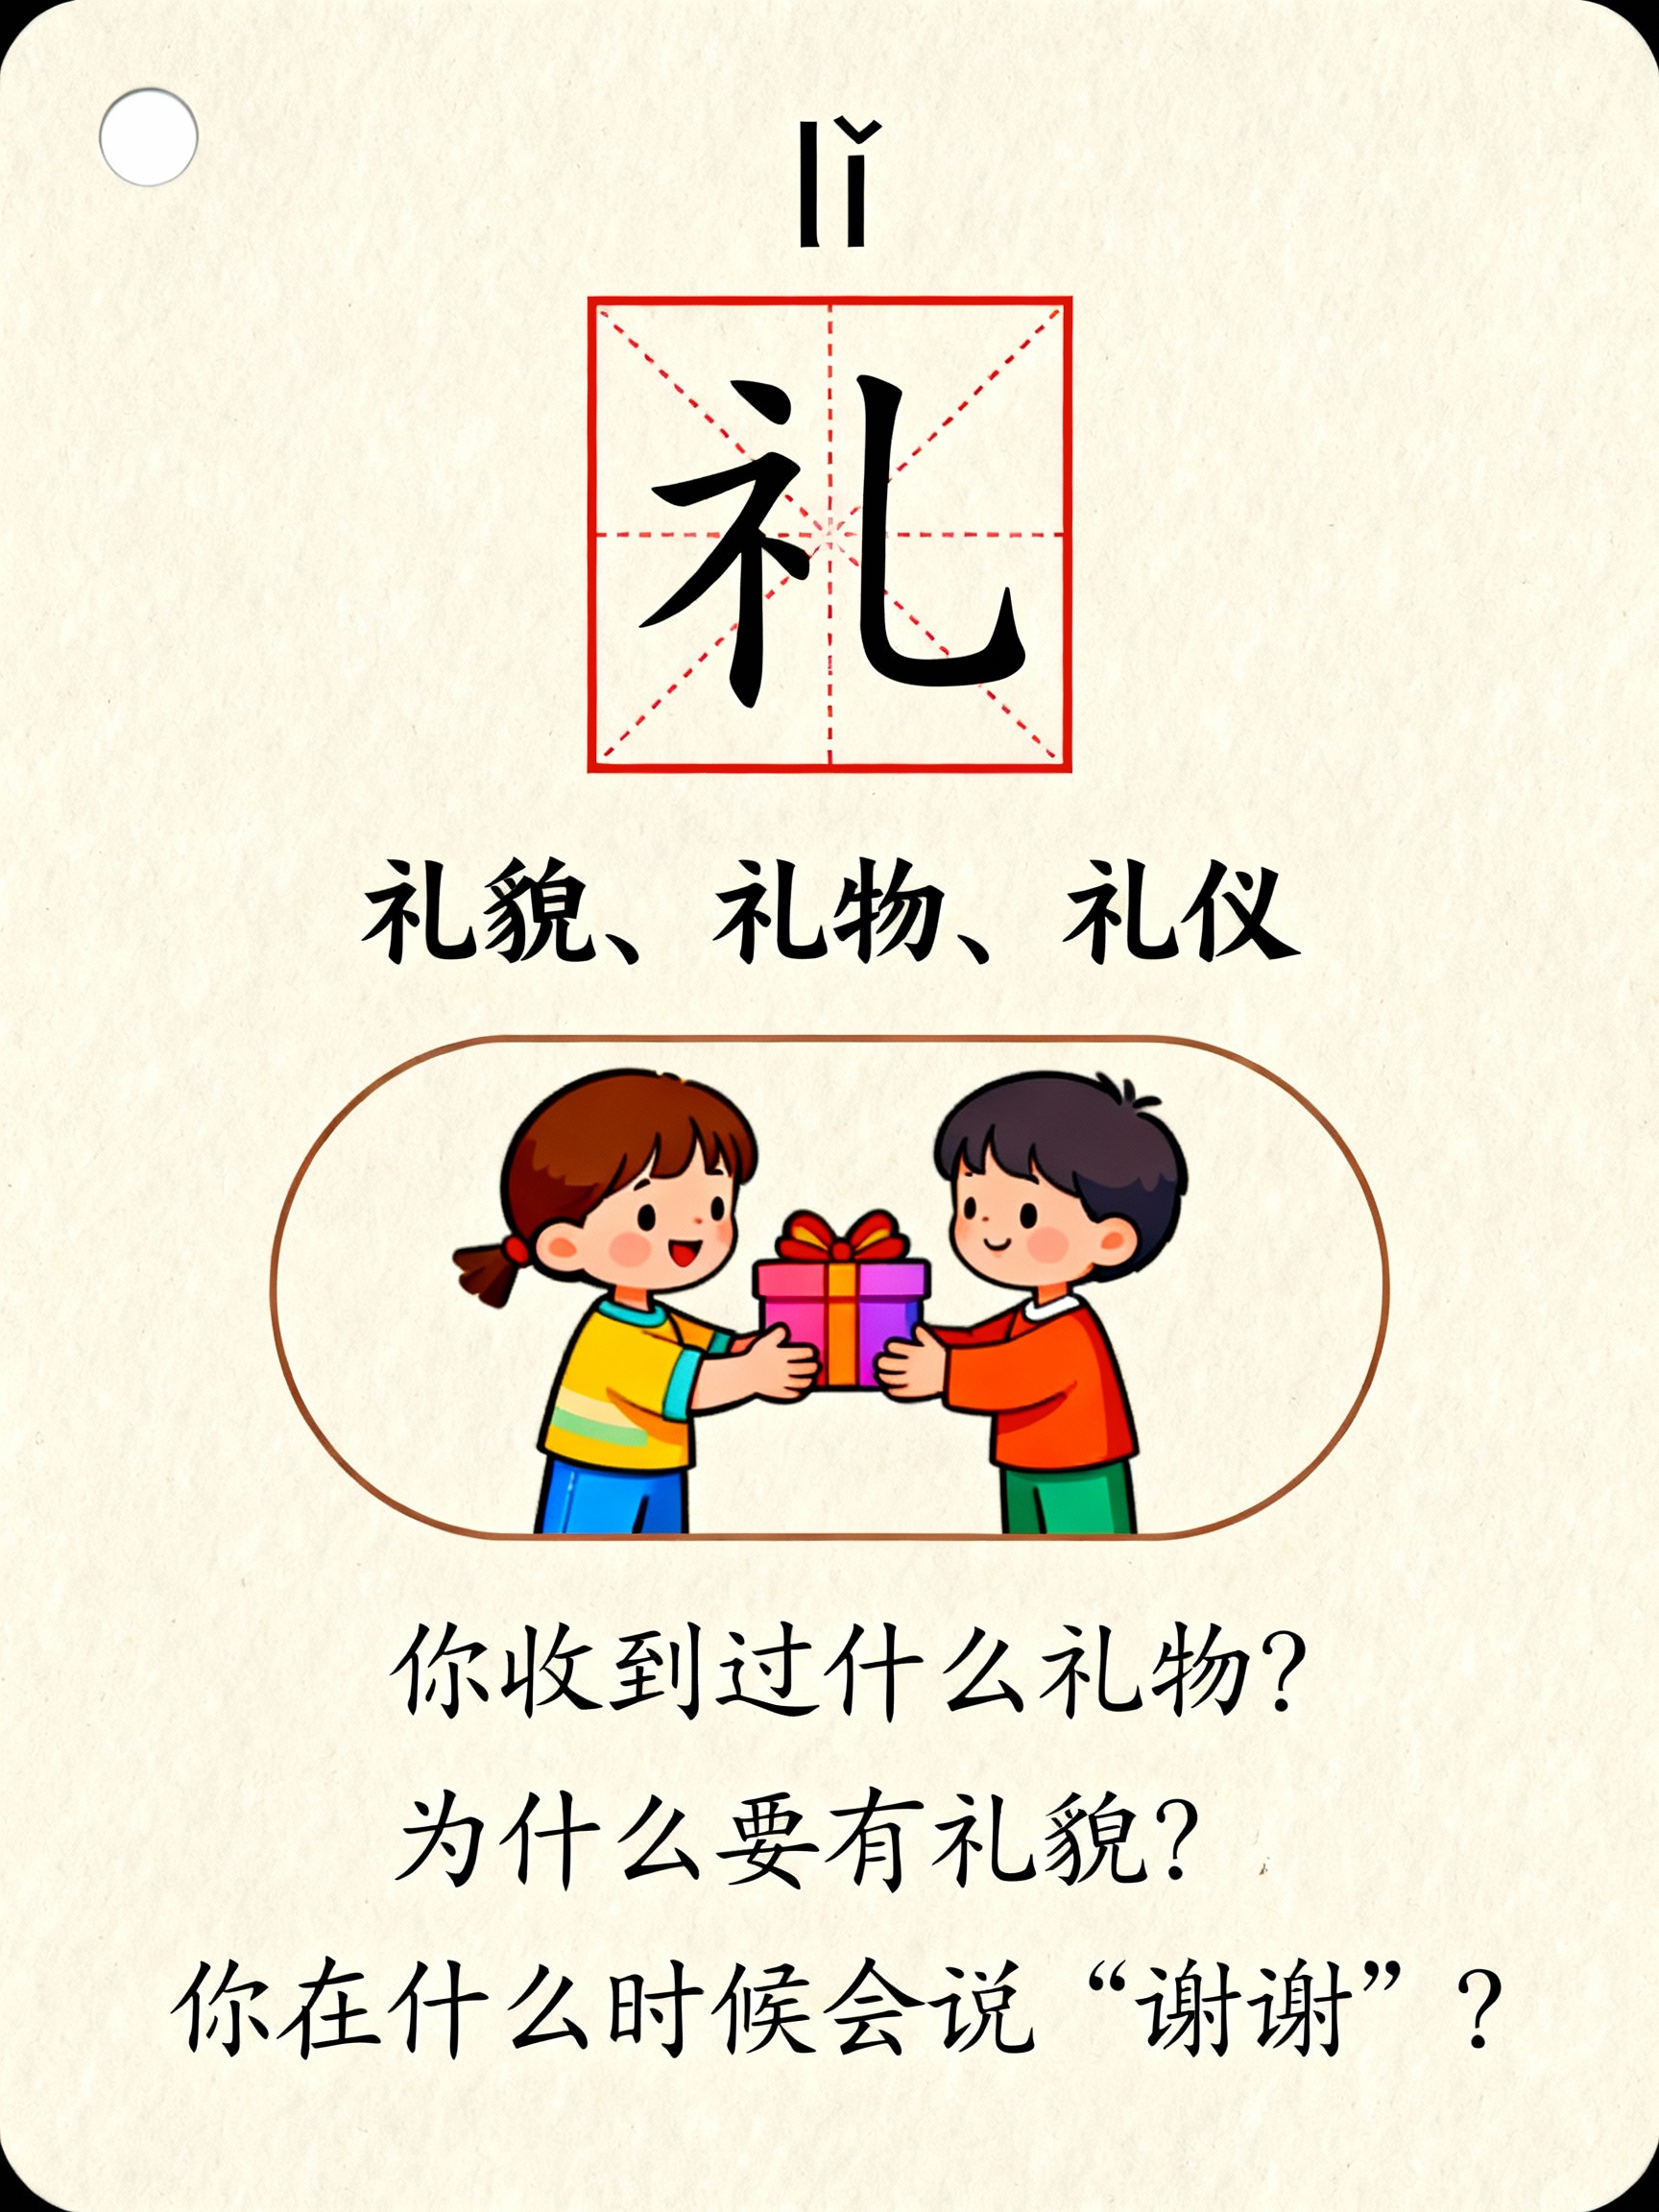 lǐ
礼
礼貌、礼物、礼仪
你收到过什么礼物？
为什么要有礼貌？
你在什么时候会说“谢谢”？